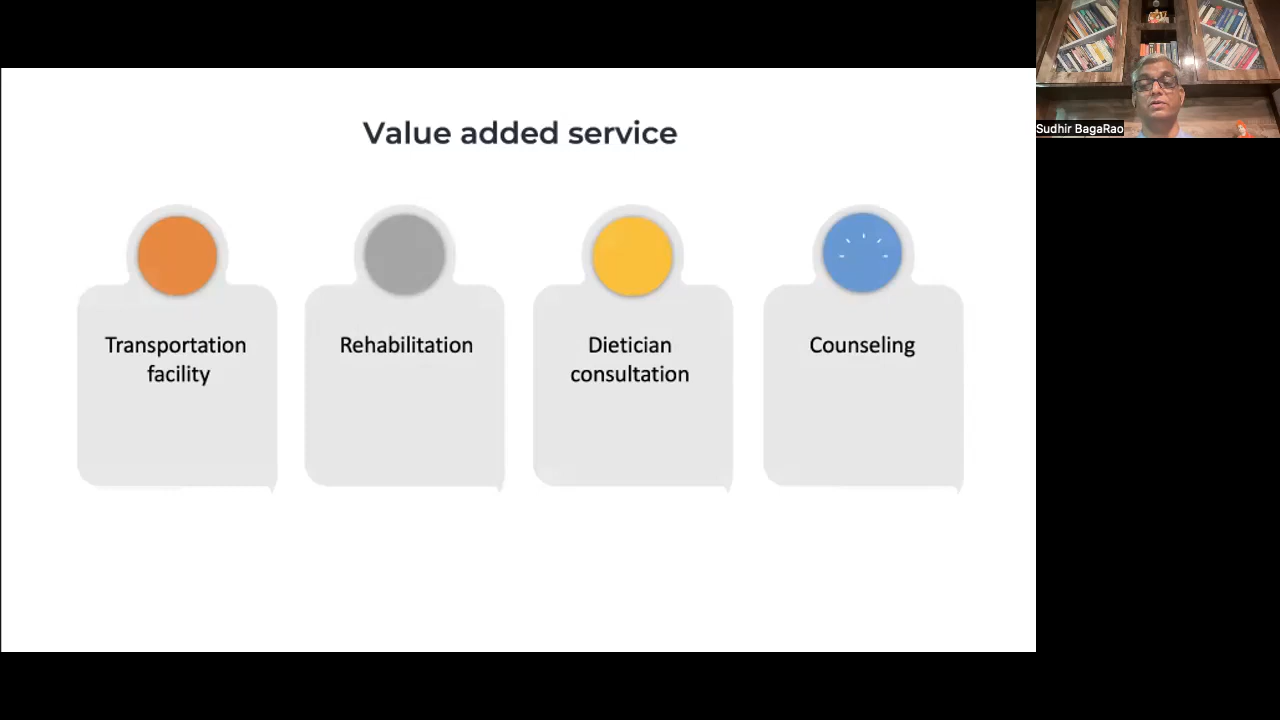 Value added service
Transportation
facility
Rehabilitation
Dietician
consultation
Counseling
Sudhir BagaRao